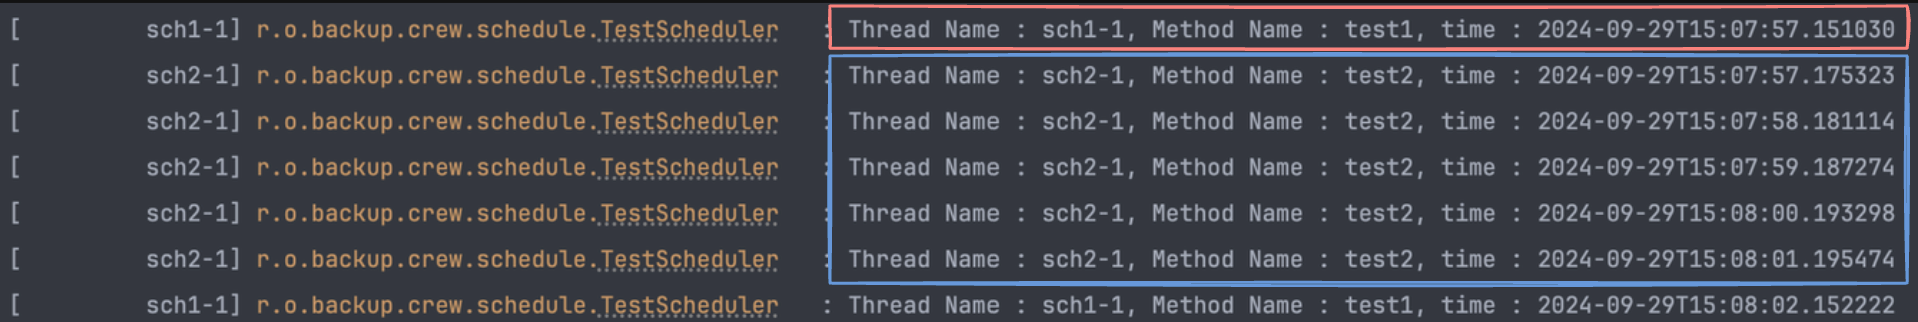 [ sch1-1] r.o.backup.crew.schedule.TestScheduler : Thread Name : sch1-1, Method Name : test1, time : 2024-09-29T15:07:57.151030
[ sch2-1] r.o.backup.crew.schedule.TestScheduler : Thread Name : sch2-1, Method Name : test2, time : 2024-09-29T15:07:57.175323
[ sch2-1] r.o.backup.crew.schedule.TestScheduler : Thread Name : sch2-1, Method Name : test2, time : 2024-09-29T15:07:58.181114
[ sch2-1] r.o.backup.crew.schedule.TestScheduler : Thread Name : sch2-1, Method Name : test2, time : 2024-09-29T15:07:59.187274
[ sch2-1] r.o.backup.crew.schedule.TestScheduler : Thread Name : sch2-1, Method Name : test2, time : 2024-09-29T15:08:00.193298
[ sch2-1] r.o.backup.crew.schedule.TestScheduler : Thread Name : sch2-1, Method Name : test2, time : 2024-09-29T15:08:01.195474
[ sch1-1] r.o.backup.crew.schedule.TestScheduler : Thread Name : sch1-1, Method Name : test1, time : 2024-09-29T15:08:02.152222